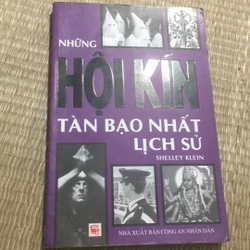 NHỮNG
HỘI KÍN
TÀN BẠO NHẤT
LỊCH SỬ
SHELLEY KLEIN
NHÀ XUẤT BẢN CÔNG AN NHÂN DÂN